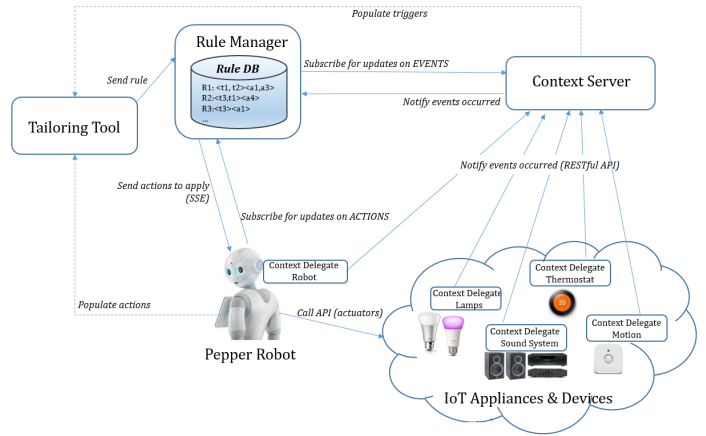 Populate triggers
Rule Manager
Rule DB
R1: <t1, t2><a1,a3>
R2:<t3,t1><a4>
R3:<t3><a1>
...
Send rule
Subscribe for updates on EVENTS
Context Server
Notify events occurred
Tailoring Tool
Notify events occurred (RESTful API)
Send actions to apply
(SSE)
Subscribe for updates on ACTIONS
Context Delegate
Robot
Context Delegate
Thermostat
20
Context Delegate
Lamps
Populate actions
Call API (actuators)
Context Delegate
Motion
Context Delegate
Sound System
Pepper Robot
IoT Appliances & Devices